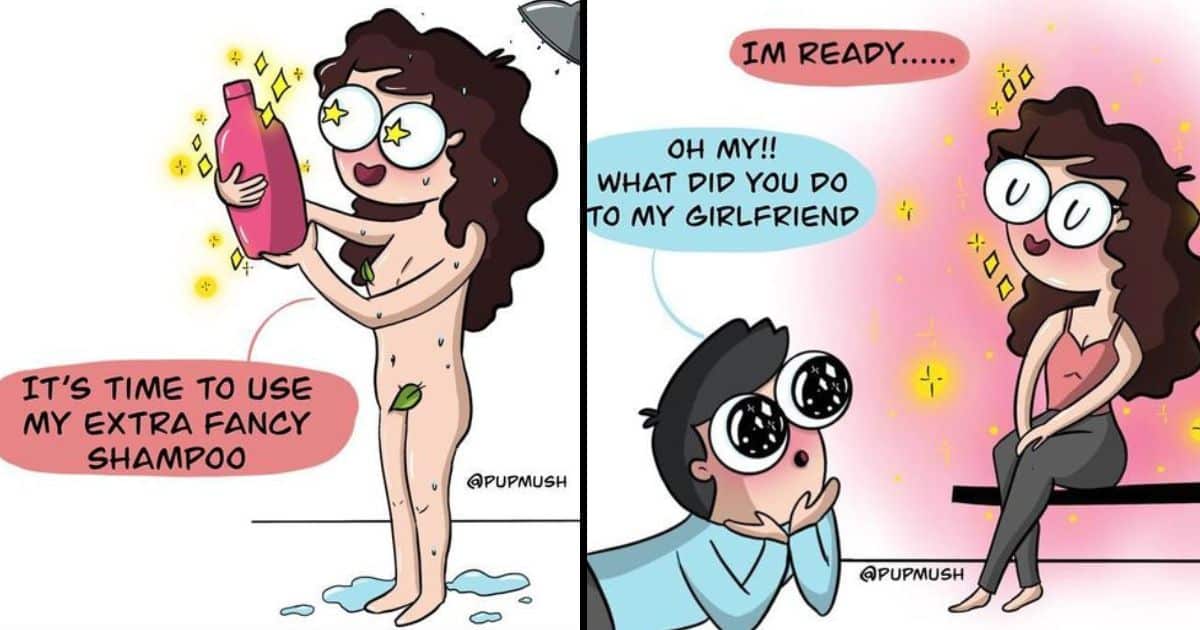 IT'S TIME TO USE
MY EXTRA FANCY
SHAMPOO
@PUPMUSH
IM READY......
OH MY!!
WHAT DID YOU DO
TO MY GIRLFRIEND
@PUPMUSH